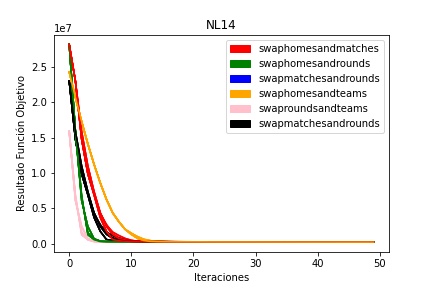 NL14
1e7
swaphomesandmatches
swaphomesandrounds
swapmatchesandrounds
swaphomesandteams
swaproundsandteams
swapmatchesandrounds
Resultado Función Objetivo
2.5
2.0
1.5
1.0
0.5
0.0
0 10 20 30 40 50
Iteraciones